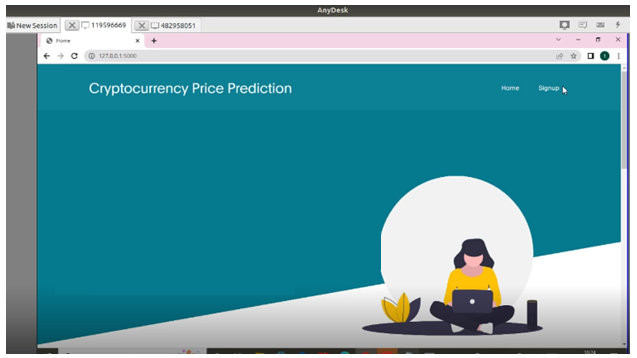 AnyDesk
New Session
119596669
482958051
Home
127.0.0.1:5000
Cryptocurrency Price Prediction
Home
Signup